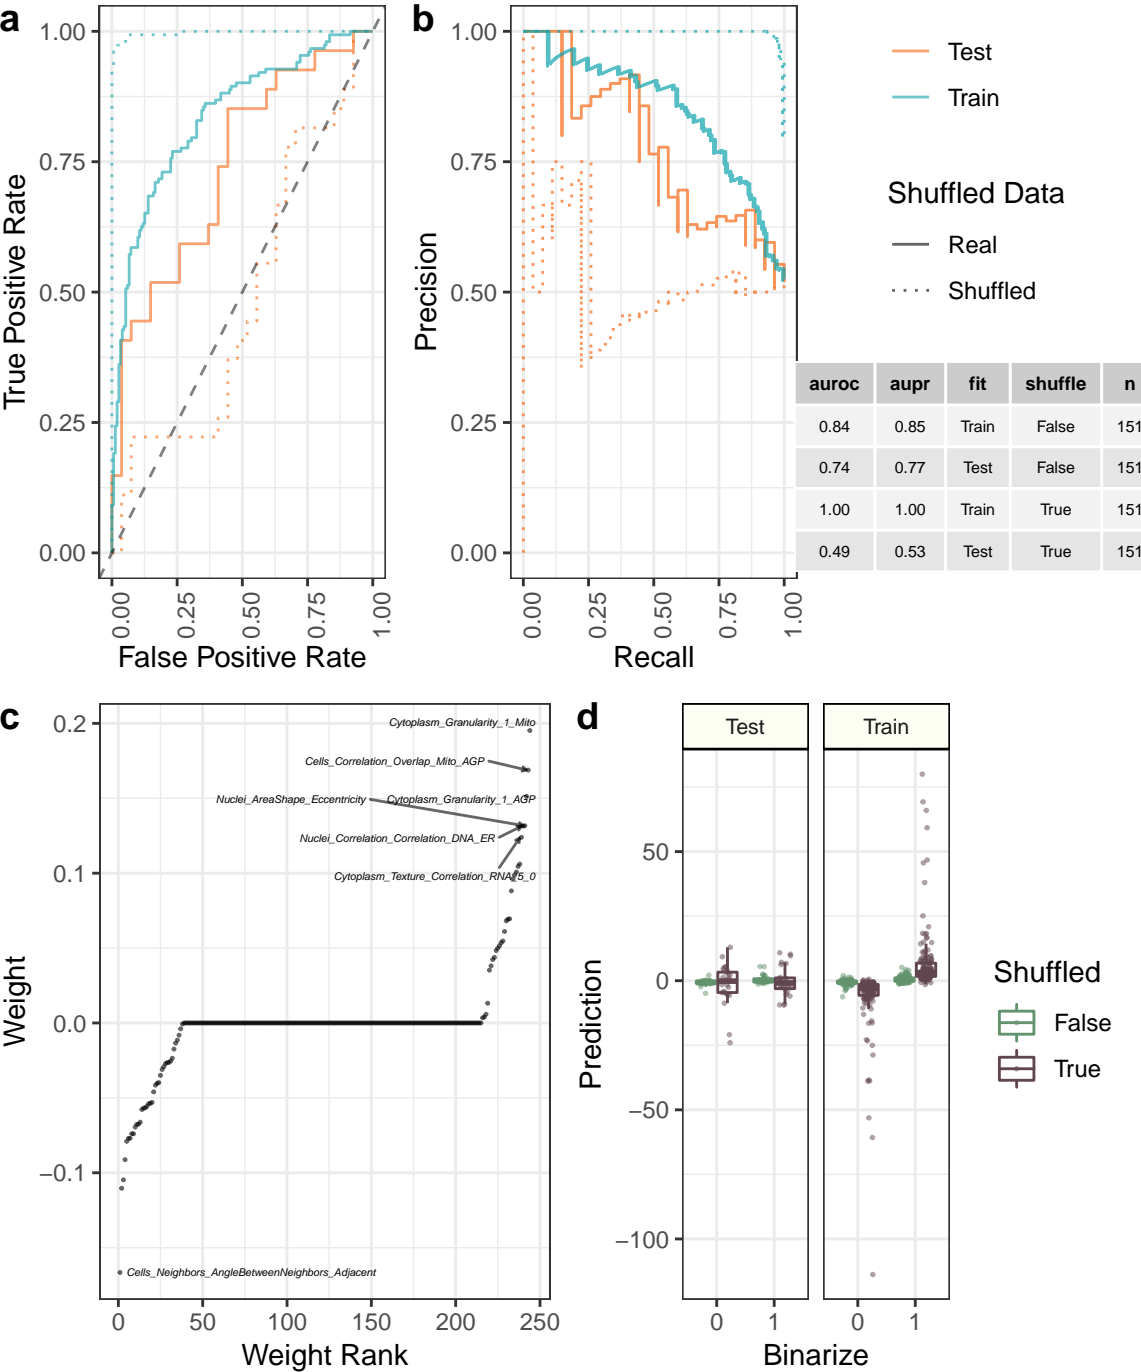 a
1.00
0.75
0.50
0.25
0.00
True Positive Rate
0.00
0.25
0.50
0.75
1.00
False Positive Rate
b
1.00
0.75
0.50
0.25
0.00
Precision
0.00
0.25
0.50
0.75
1.00
Recall
Test
Train
Shuffled Data
Real
Shuffled
auroc aupr fit shuffle n
0.84 0.85 Train False 151
0.74 0.77 Test False 151
1.00 1.00 Train True 151
0.49 0.53 Test True 151
c
0.2
0.1
0.0
−0.1
Weight
Cytoplasm_Granularity_1_Mito
Cells_Correlation_Overlap_Mito_AGP
Nuclei_AreaShape_Eccentricity
Cytoplasm_Granularity_1_AGP
Nuclei_Correlation_Correlation_DNA_ER
Cytoplasm_Texture_Correlation_RNA_5_0
Cells_Neighbors_AngleBetweenNeighbors_Adjacent
0 50 100 150 200 250
Weight Rank
d
Test Train
50
0
−50
−100
Prediction
0 1 0 1
Binarize
Shuffled
False
True